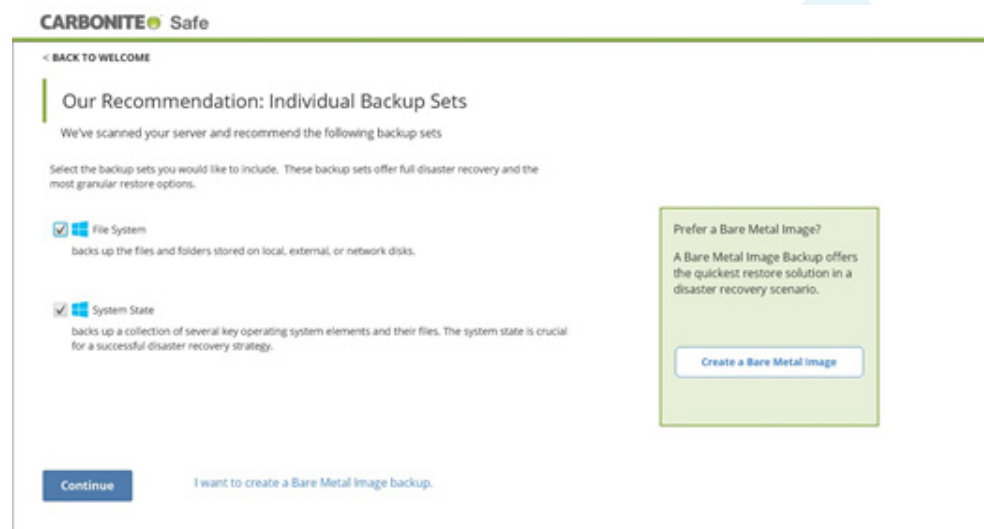 CARBONITE Safe
< BACK TO WELCOME
Our Recommendation: Individual Backup Sets
We've scanned your server and recommend the following backup sets
Select the backup sets you would like to include. These backup sets offer full disaster recovery and the
most granular restore options.
File System
backs up the files and folders stored on local, external, or network disks.
System State
backs up a collection of several key operating system elements and their files. The system state is crucial
for a successful disaster recovery strategy.
Prefer a Bare Metal Image?
A Bare Metal Image Backup offers
the quickest restore solution in a
disaster recovery scenario.
Create a Bare Metal Image
Continue
I want to create a Bare Metal Image backup.